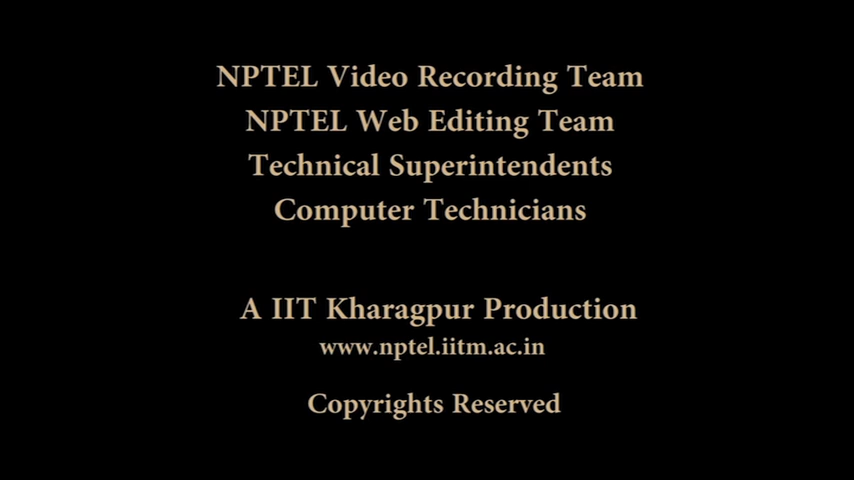 NPTEL Video Recording Team
NPTEL Web Editing Team
Technical Superintendents
Computer Technicians
A IIT Kharagpur Production
www.nptel.iitm.ac.in
Copyrights Reserved